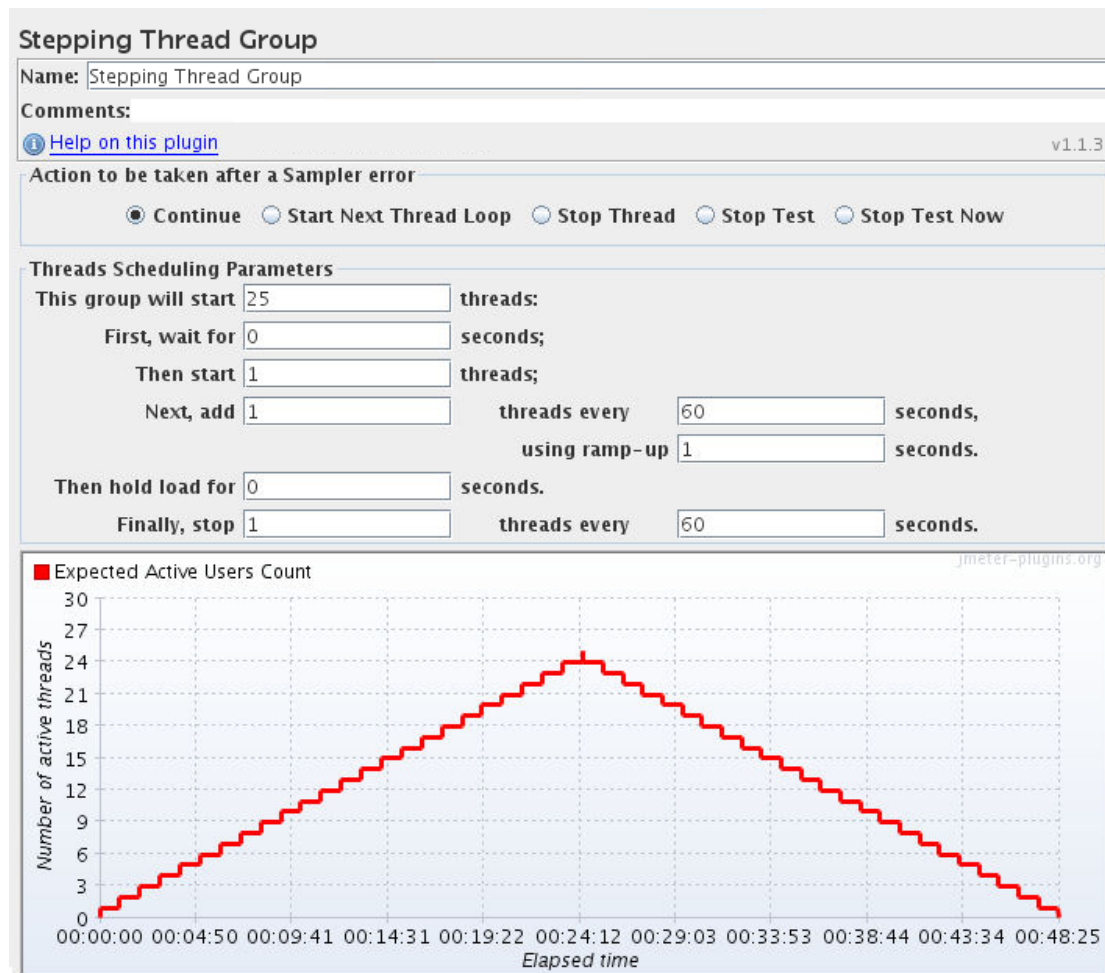 Stepping Thread Group
Name: Stepping Thread Group
Comments:
Help on this plugin v1.1.3
Action to be taken after a Sampler error
Continue Start Next Thread Loop Stop Thread Stop Test Stop Test Now
Threads Scheduling Parameters
This group will start 25 threads:
First, wait for 0 seconds;
Then start 1 threads;
Next, add 1 threads every 60 seconds,
using ramp-up 1 seconds.
Then hold load for 0 seconds.
Finally, stop 1 threads every 60 seconds.
jmeter-plugins.org
Expected Active Users Count
30
27
24
21
18
15
12
9
6
3
0
Number of active threads
00:00:00 00:04:50 00:09:41 00:14:31 00:19:22 00:24:12 00:29:03 00:33:53 00:38:44 00:43:34 00:48:25
Elapsed time